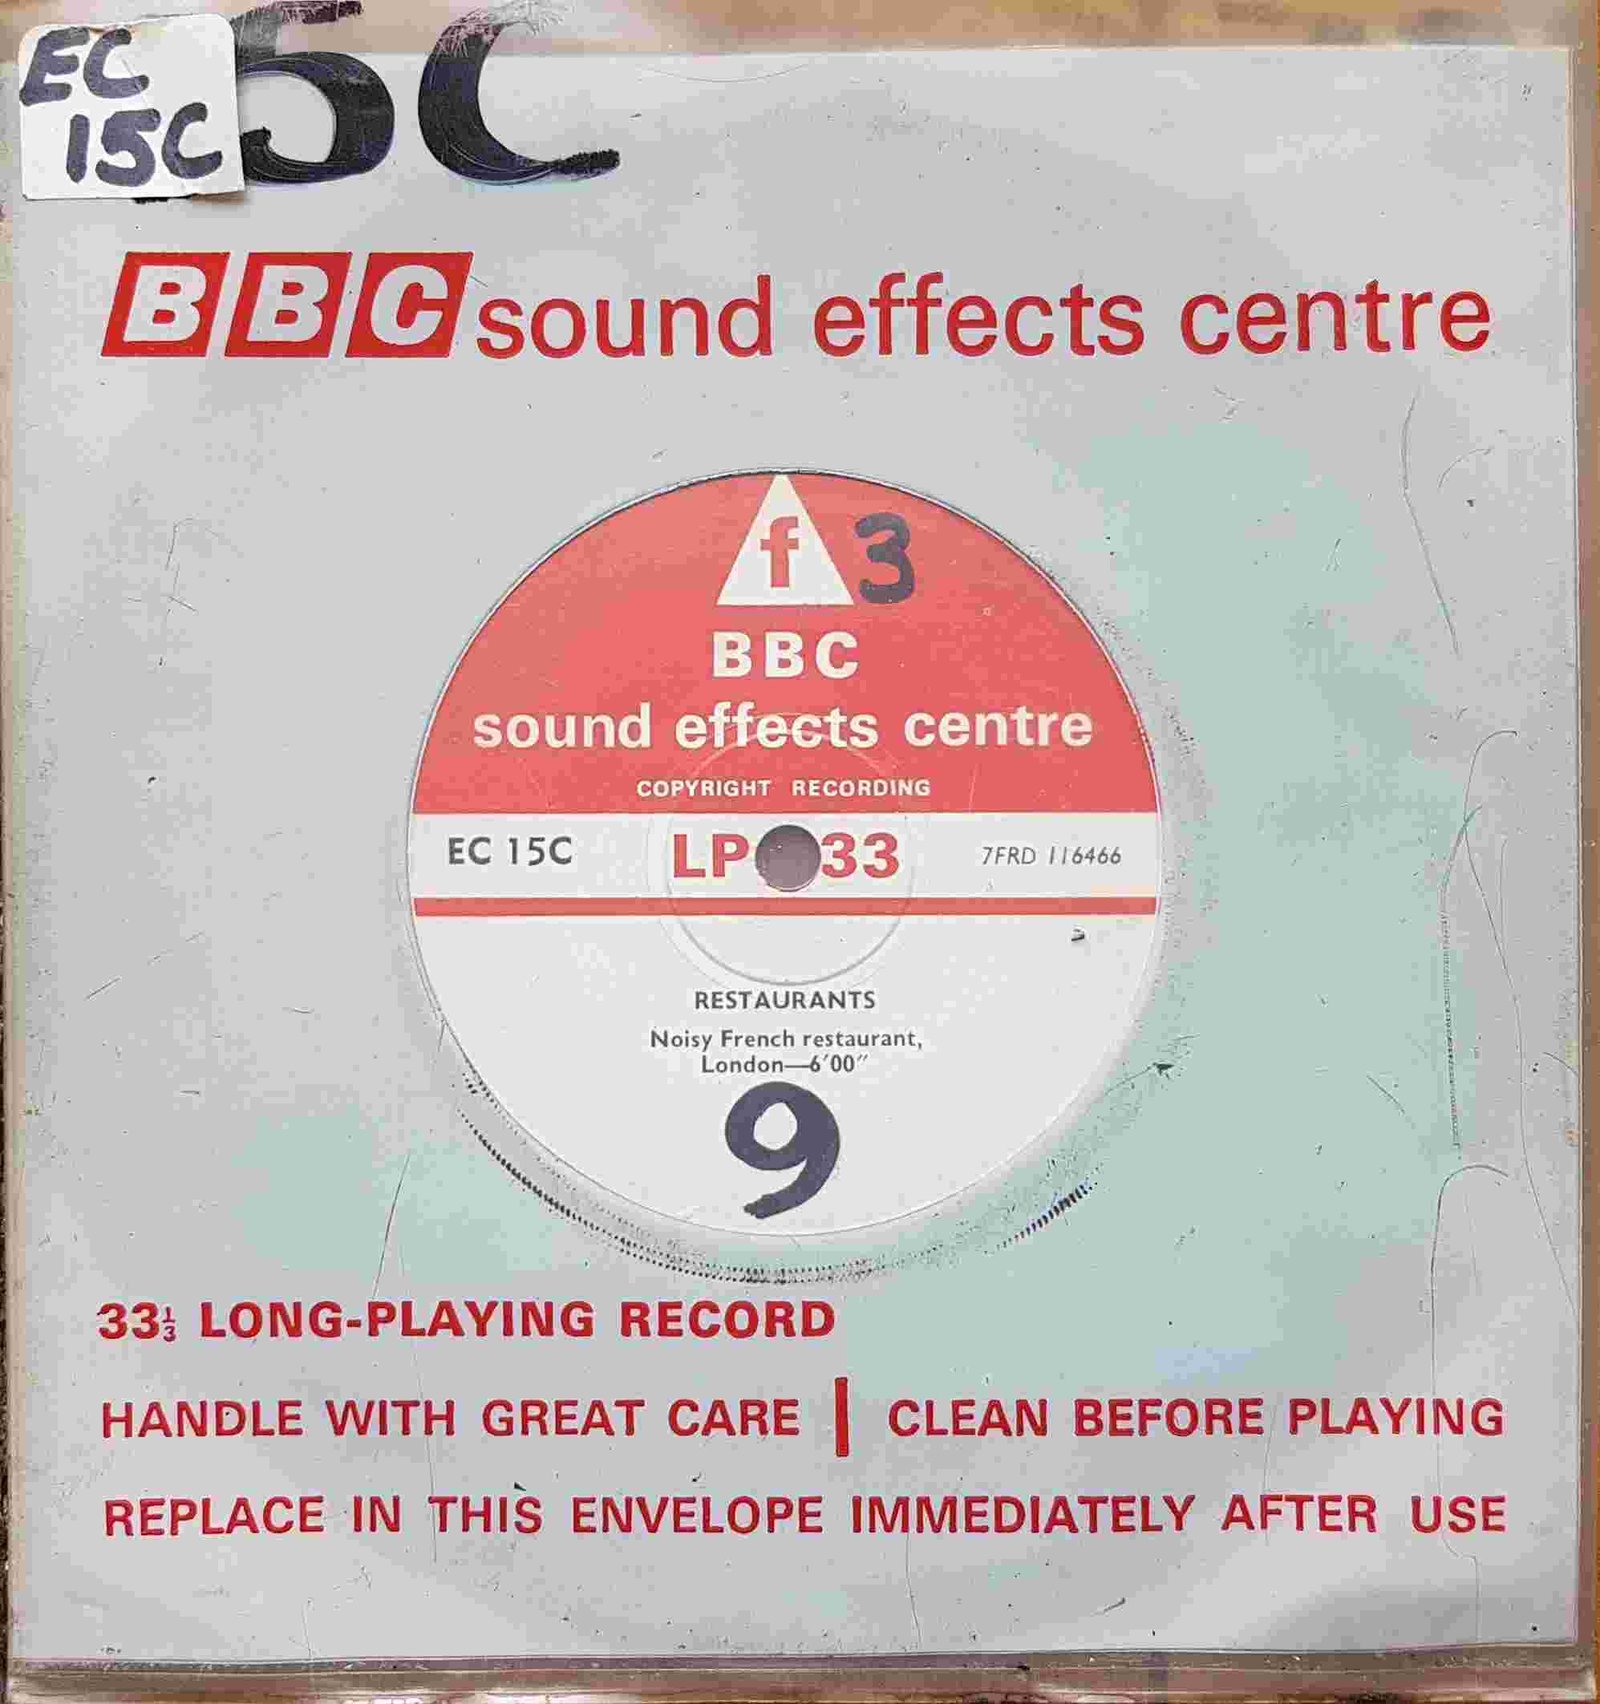 EC
15C
5C
BBC sound effects centre
f 3
BBC
sound effects centre
COPYRIGHT RECORDING
EC 15C LP 33 7FRD 116466
RESTAURANTS
Noisy French restaurant,
London—6′00″
9
33⅓ LONG-PLAYING RECORD
HANDLE WITH GREAT CARE | CLEAN BEFORE PLAYING
REPLACE IN THIS ENVELOPE IMMEDIATELY AFTER USE